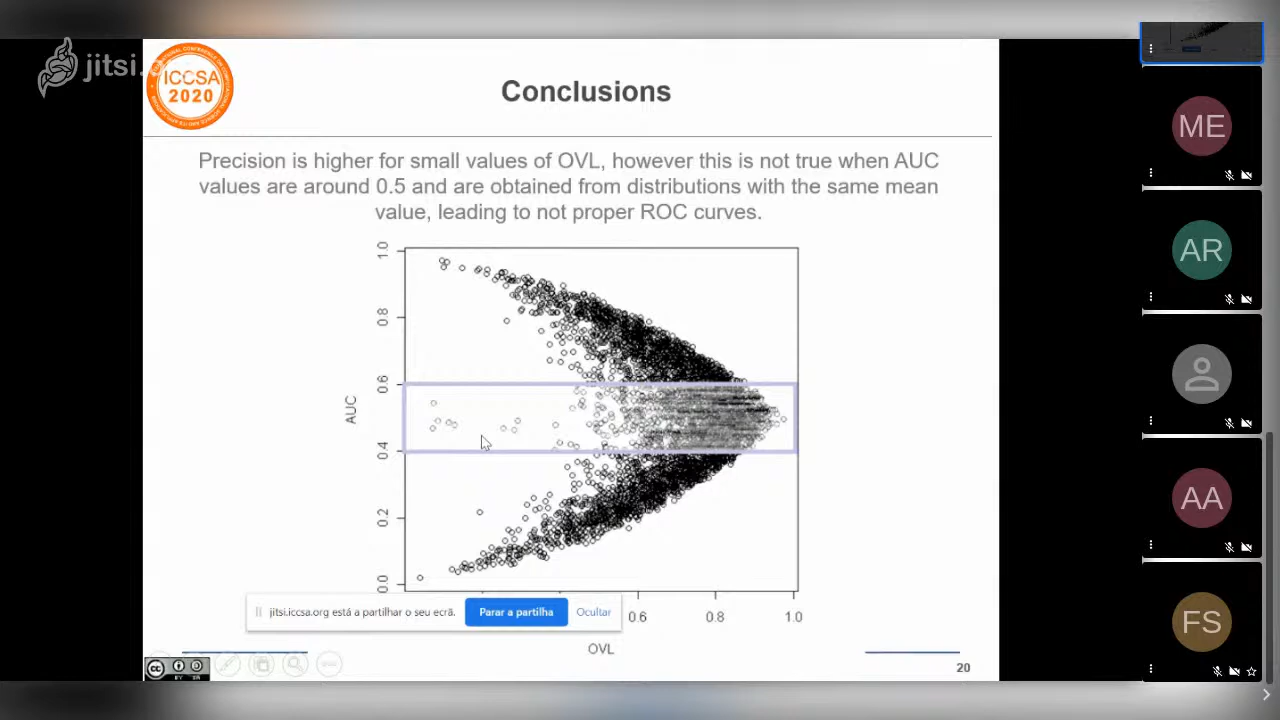 jitsi.
ICCSA
2020
Conclusions
Precision is higher for small values of OVL, however this is not true when AUC
values are around 0.5 and are obtained from distributions with the same mean
value, leading to not proper ROC curves.
1.0
0.8
0.6
0.4
0.2
0.0
AUC
jitsi.iccsa.org está a partilhar o seu ecrã.
Parar a partilha
Ocultar
0.6
0.8
1.0
OVL
20
cc
BY
ME
AR
AA
FS